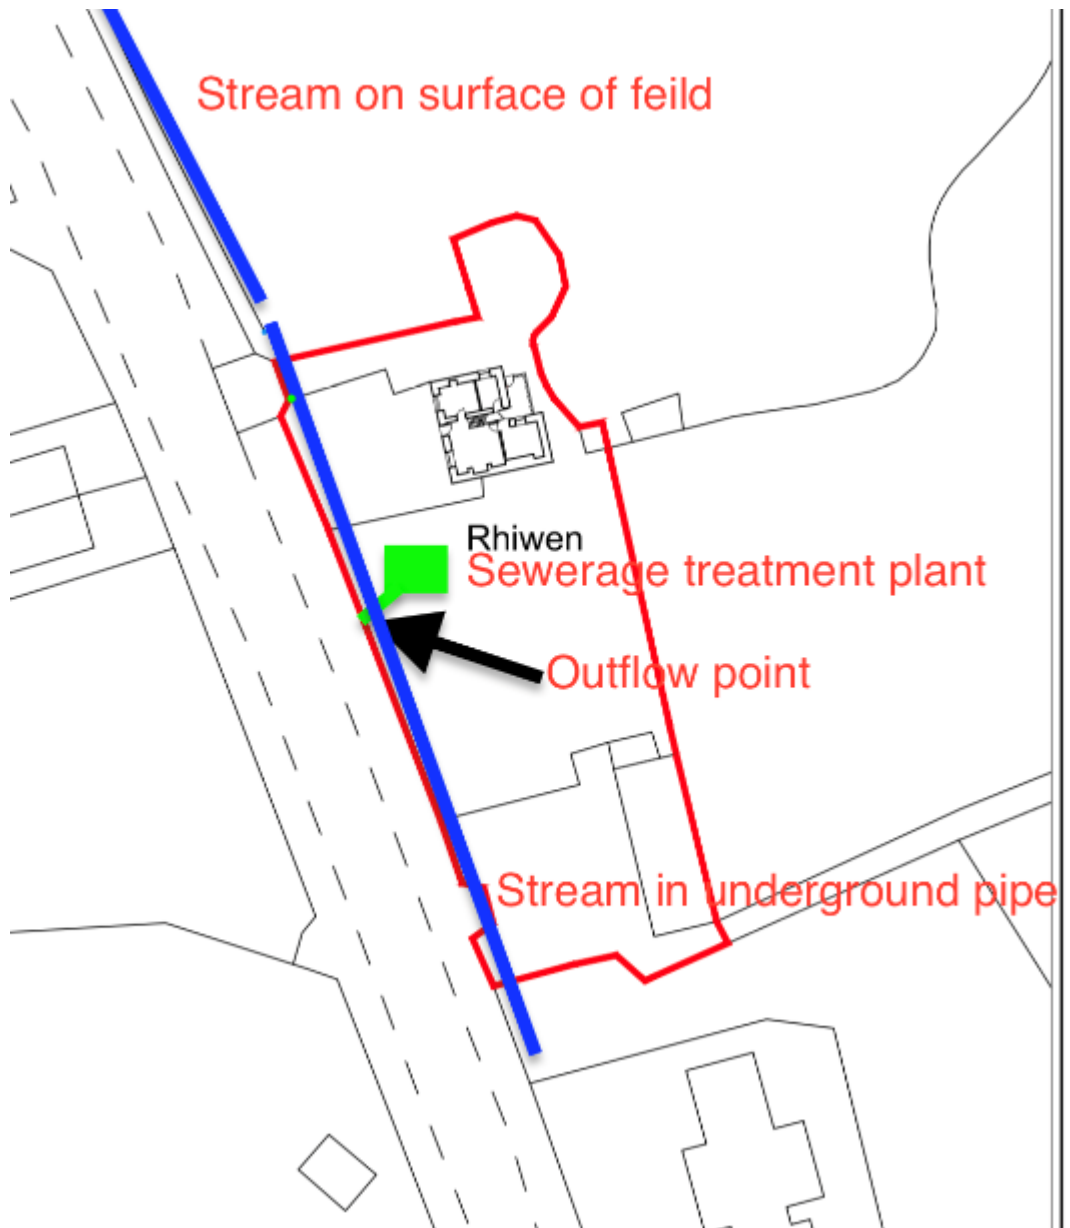 Stream on surface of feild
Rhiwen
Sewerage treatment plant
Outflow point
Stream in underground pipe